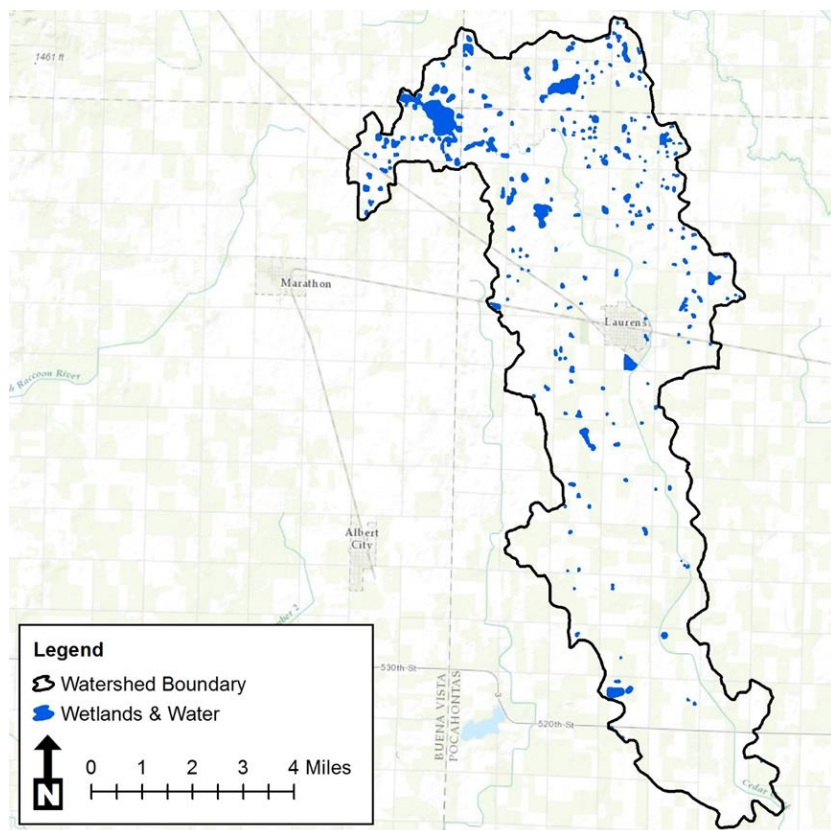 1461 ft
Marathon
Laurens
Raccoon River
Albert
City
Legend
Watershed Boundary
Wetlands & Water
0 1 2 3 4 Miles
N
530th St
520th St
BUENA VISTA
POCAHONTAS
3
Cedar